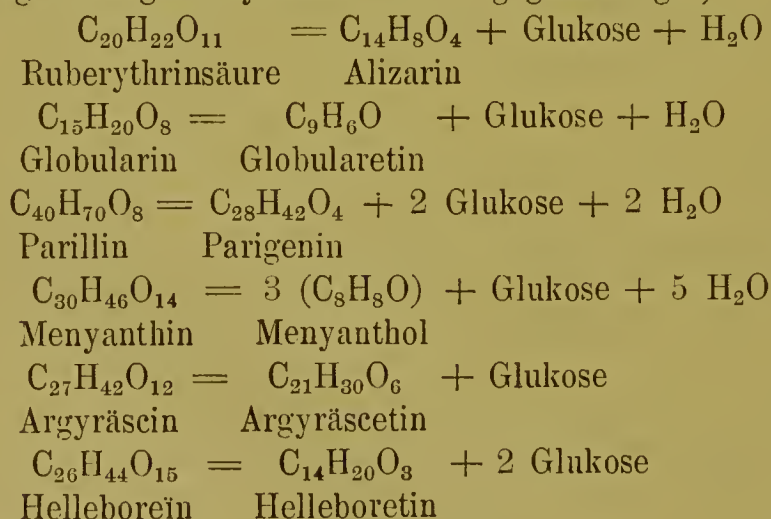 C₂₀H₂₂O₁₁ = C₁₄H₈O₄ + Glukose + H₂O
Ruberythrinsäure Alizarin
C₁₅H₂₀O₈ = C₉H₆O + Glukose + H₂O
Globularin Globularetin
C₄₀H₇₀O₈ = C₂₈H₄₂O₄ + 2 Glukose + 2 H₂O
Parillin Parigenin
C₃₀H₄₆O₁₄ = 3 (C₈H₈O) + Glukose + 5 H₂O
Menyanthin Menyanthol
C₂₇H₄₂O₁₂ = C₂₁H₃₀O₆ + Glukose
Argyräscin Argyräscetin
C₂₆H₄₄O₁₅ = C₁₄H₂₀O₃ + 2 Glukose
Helleboreïn Helleboretin